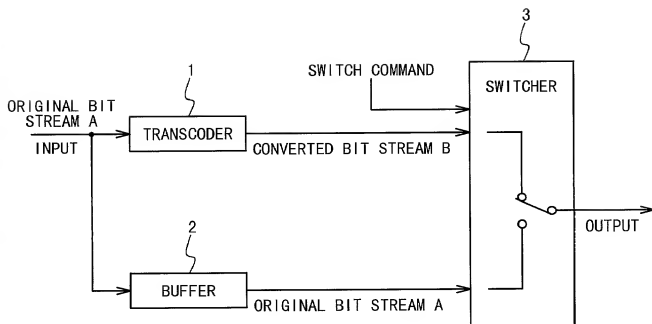 3
SWITCH COMMAND
SWITCHER
1
ORIGINAL BIT
STREAM A
TRANSCODER
INPUT
CONVERTED BIT STREAM B
OUTPUT
2
BUFFER
ORIGINAL BIT STREAM A